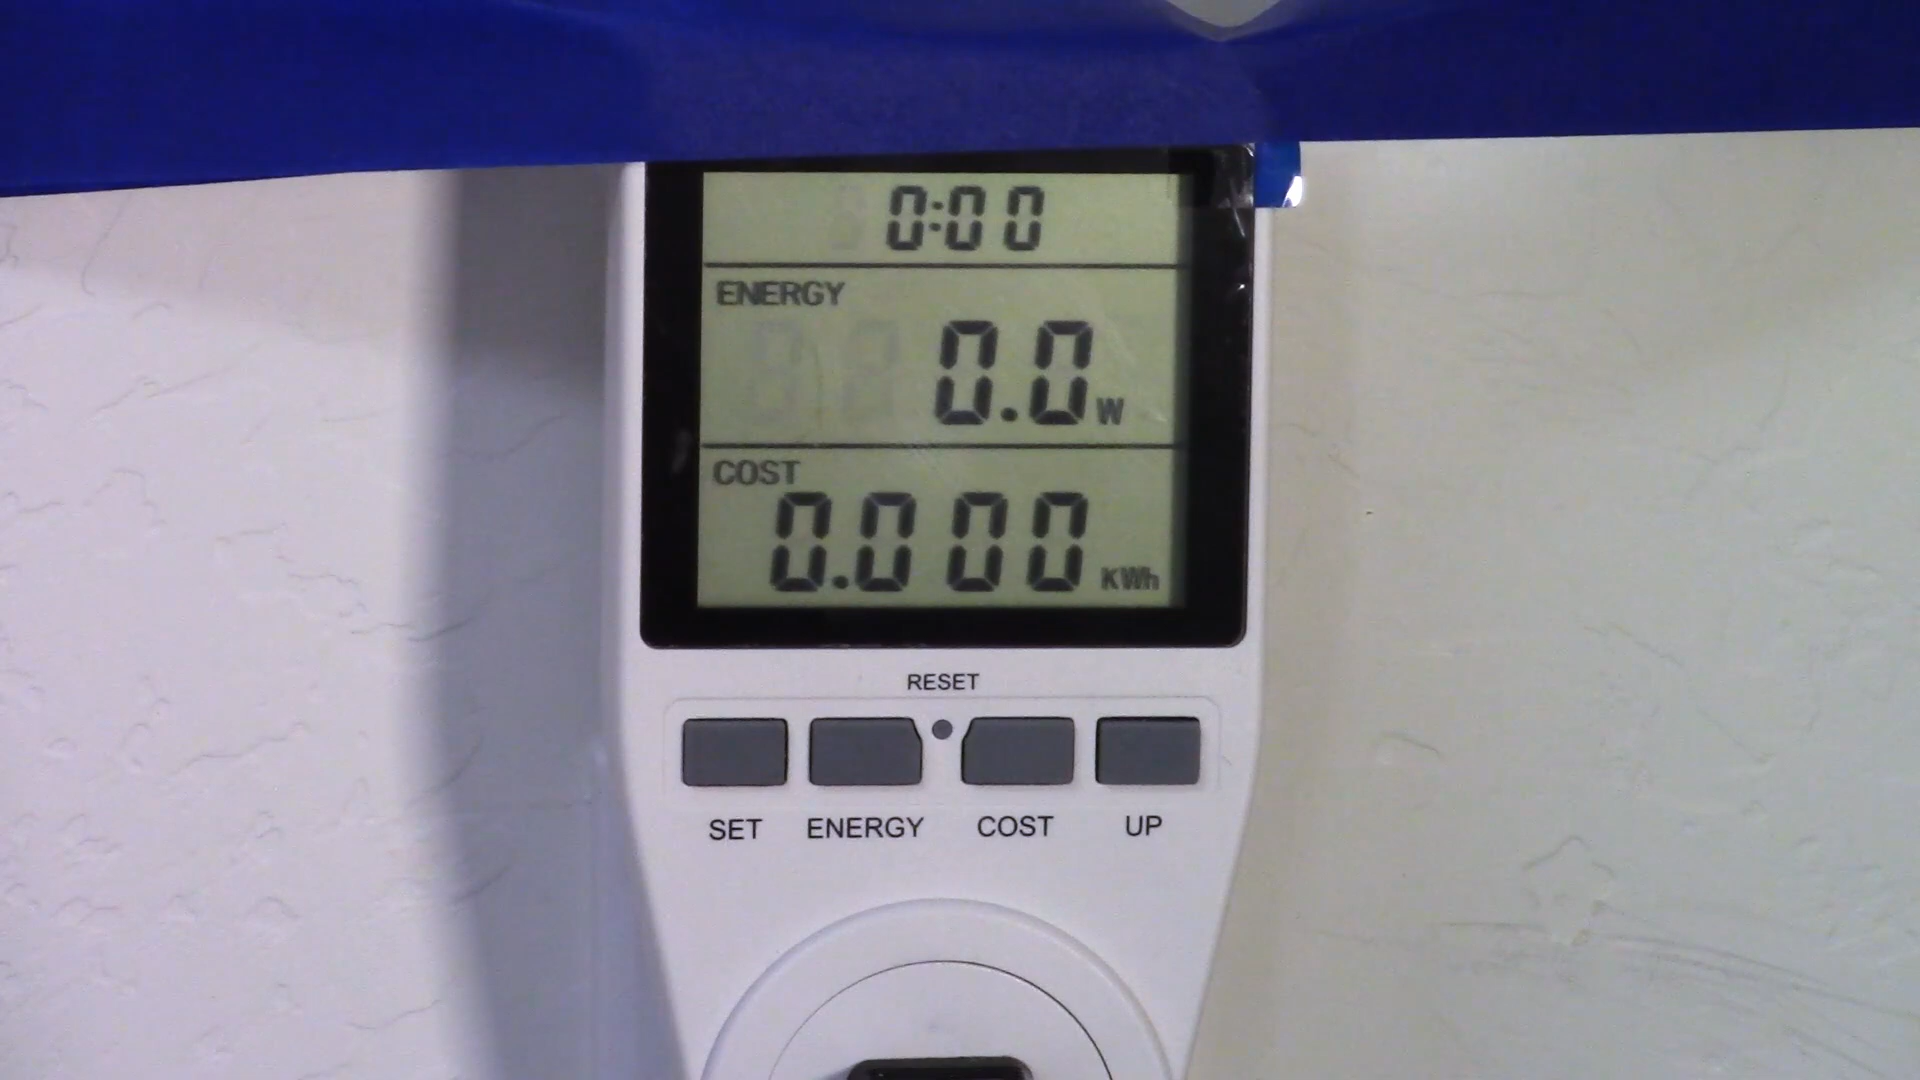 0:00
ENERGY
0.0 W
COST
0.000 KWh
RESET
SET ENERGY COST UP